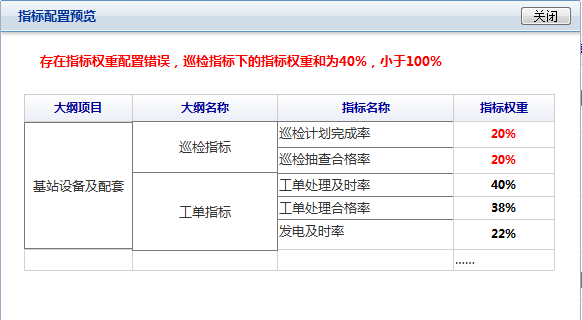 指标配置预览
关闭
存在指标权重配置错误，巡检指标下的指标权重和为40%，小于100%
大纲项目 大纲名称 指标名称 指标权重
基站设备及配套
巡检指标
巡检计划完成率 20%
巡检抽查合格率 20%
工单指标
工单处理及时率 40%
工单处理合格率 38%
发电及时率 22%
......